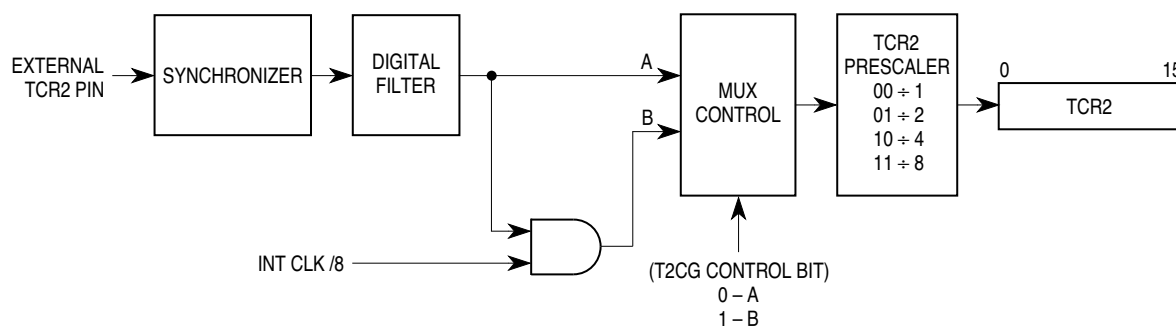 EXTERNAL
TCR2 PIN
SYNCHRONIZER
DIGITAL
FILTER
A
B
MUX
CONTROL
TCR2
PRESCALER
00 ÷ 1
01 ÷ 2
10 ÷ 4
11 ÷ 8
0 15
TCR2
INT CLK /8
(T2CG CONTROL BIT)
0 – A
1 – B